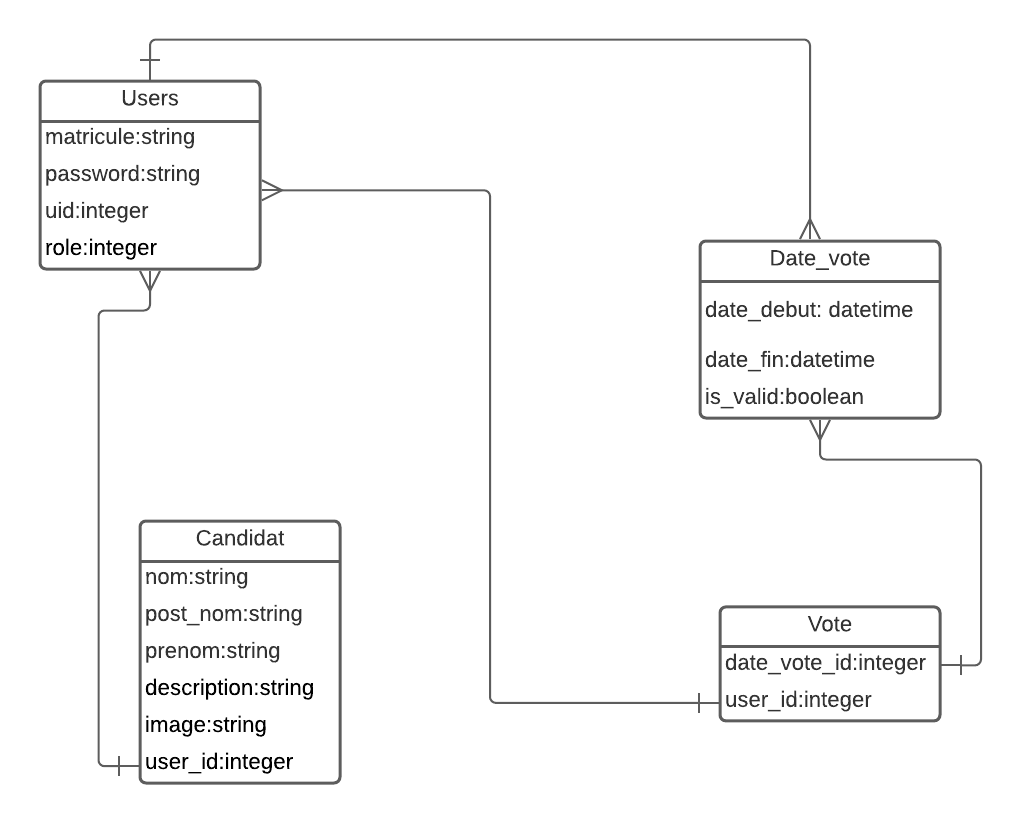 Users
matricule:string
password:string
uid:integer
role:integer
Date_vote
date_debut: datetime
date_fin:datetime
is_valid:boolean
Candidat
nom:string
post_nom:string
prenom:string
description:string
image:string
user_id:integer
Vote
date_vote_id:integer
user_id:integer